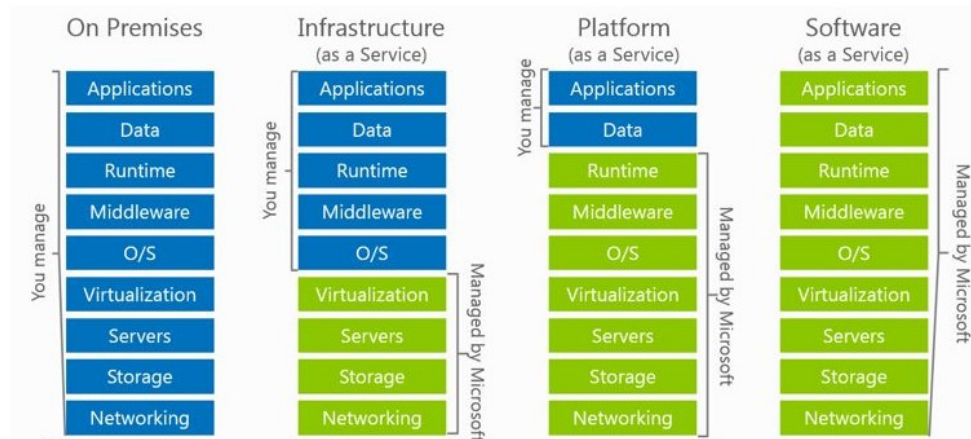 On Premises
Infrastructure
(as a Service)
Platform
(as a Service)
Software
(as a Service)
You manage
Applications
Data
Runtime
Middleware
O/S
Virtualization
Servers
Storage
Networking
You manage
Applications
Data
Runtime
Middleware
O/S
Virtualization
Servers
Storage
Networking
Managed by Microsoft
You manage
Applications
Data
Runtime
Middleware
O/S
Virtualization
Servers
Storage
Networking
Managed by Microsoft
Applications
Data
Runtime
Middleware
O/S
Virtualization
Servers
Storage
Networking
Managed by Microsoft